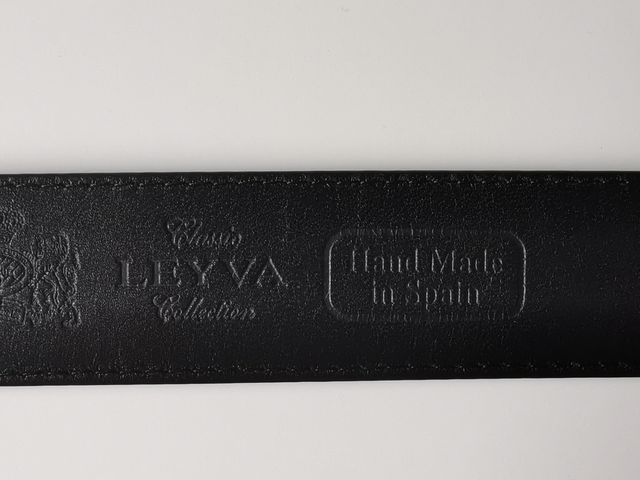 Classic
LEYVA
Collection
Hand Made
in Spain